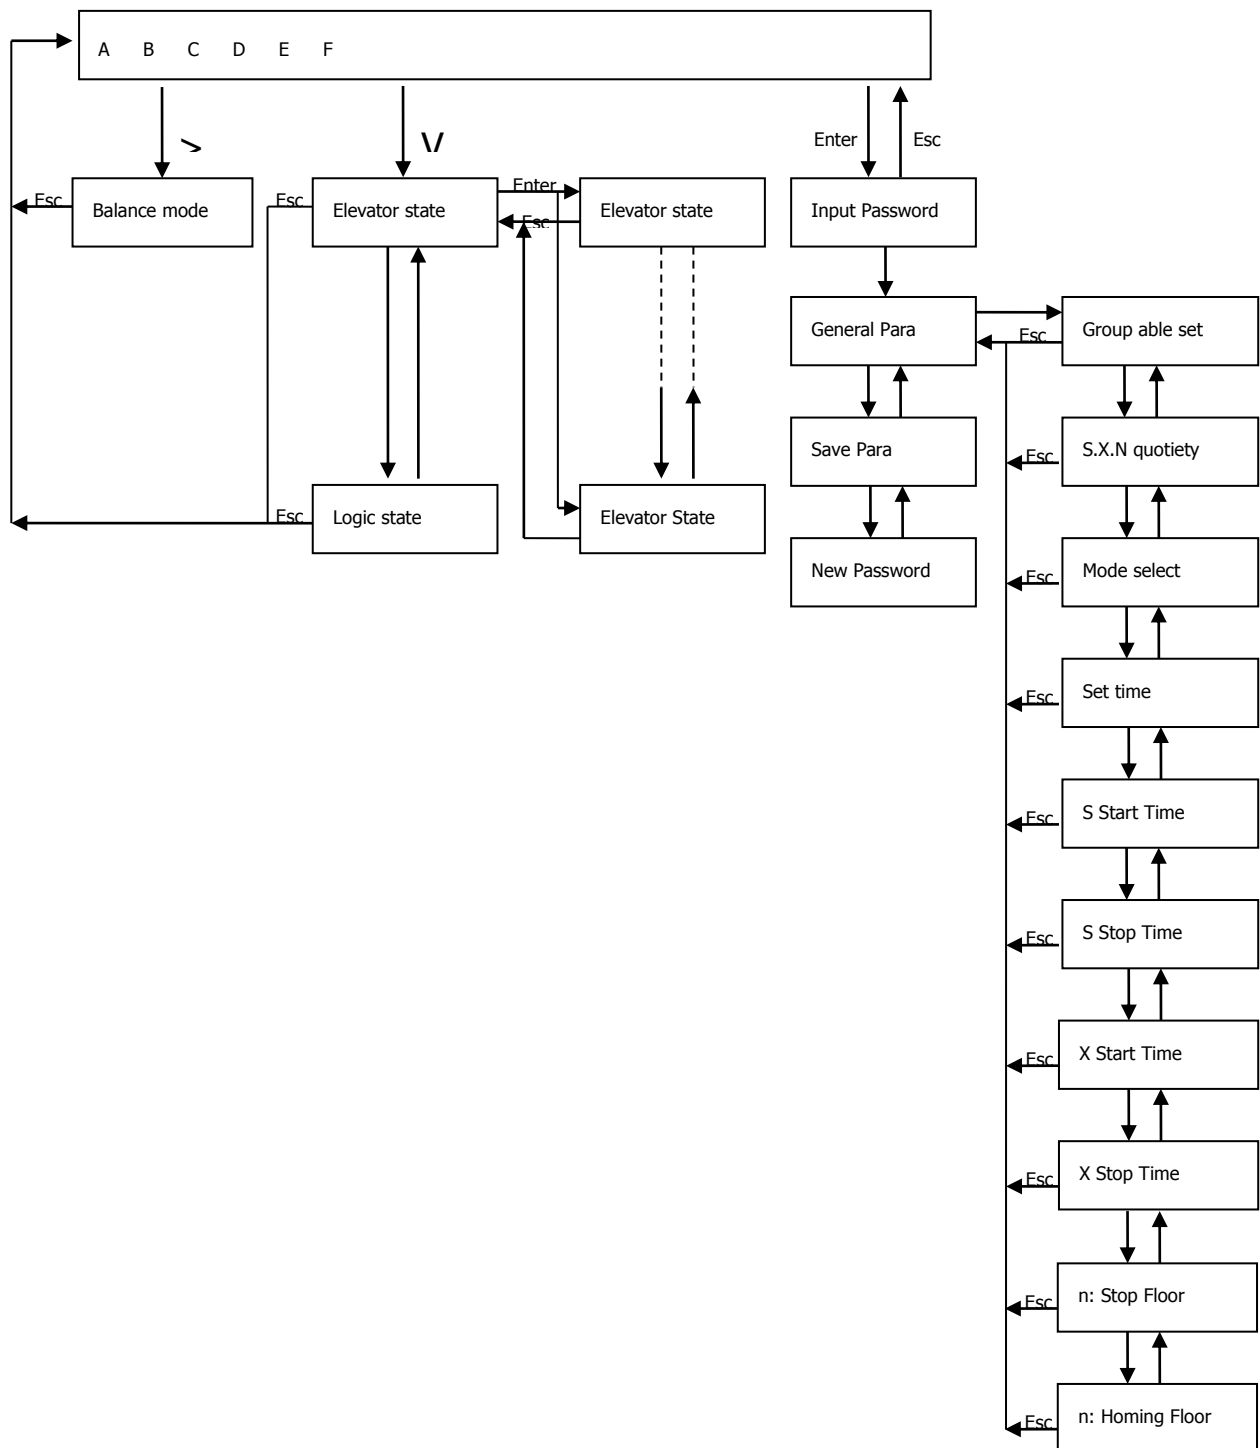 A B C D E F
>
\/
Enter
Esc
Esc
Balance mode
Esc
Elevator state
Enter
Esc
Elevator state
Input Password
General Para
Esc
Group able set
Save Para
Esc
S.X.N quotiety
Esc
Logic state
Elevator State
New Password
Esc
Mode select
Esc
Set time
Esc
S Start Time
Esc
S Stop Time
Esc
X Start Time
Esc
X Stop Time
Esc
n: Stop Floor
Esc
n: Homing Floor